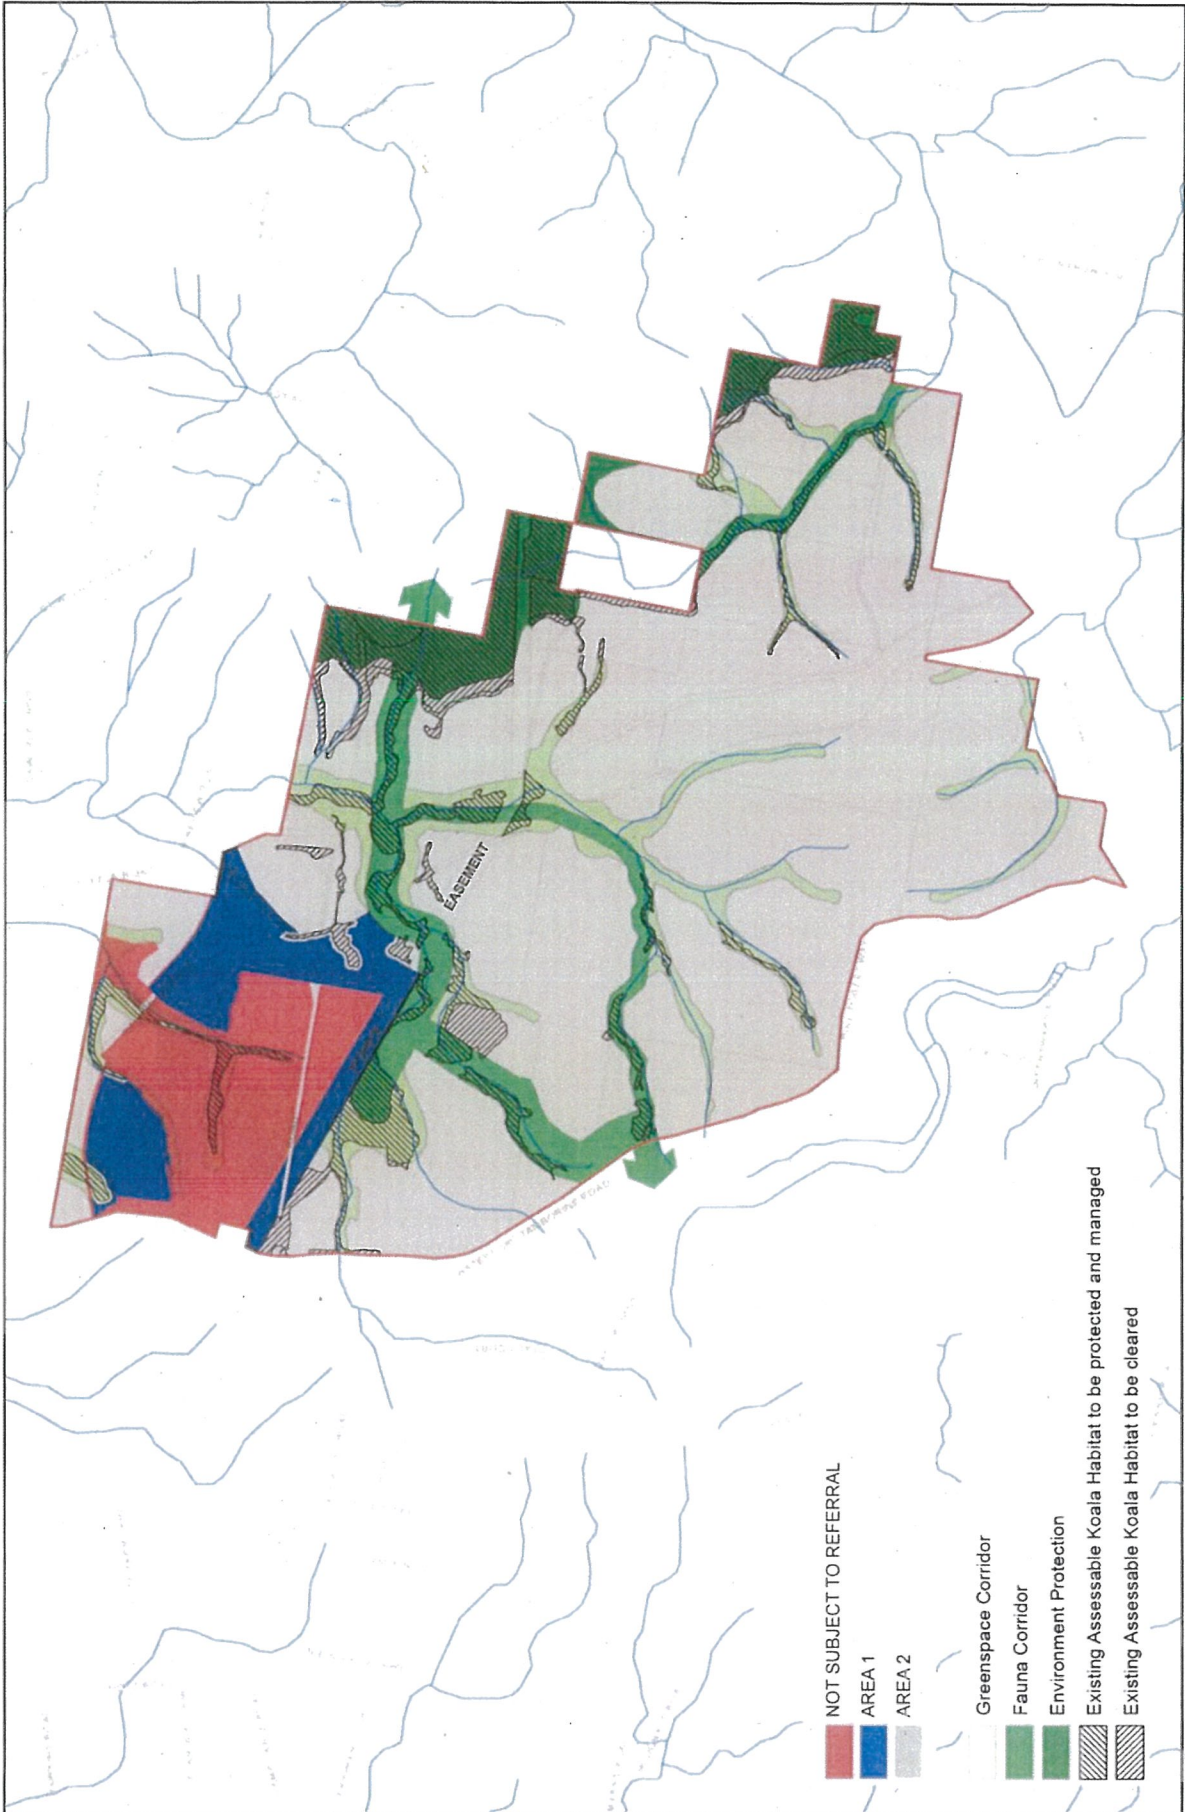 EASEMENT
NOT SUBJECT TO REFERRAL
AREA 1
AREA 2
Greenspace Corridor
Fauna Corridor
Environment Protection
Existing Assessable Koala Habitat to be protected and managed
Existing Assessable Koala Habitat to be cleared